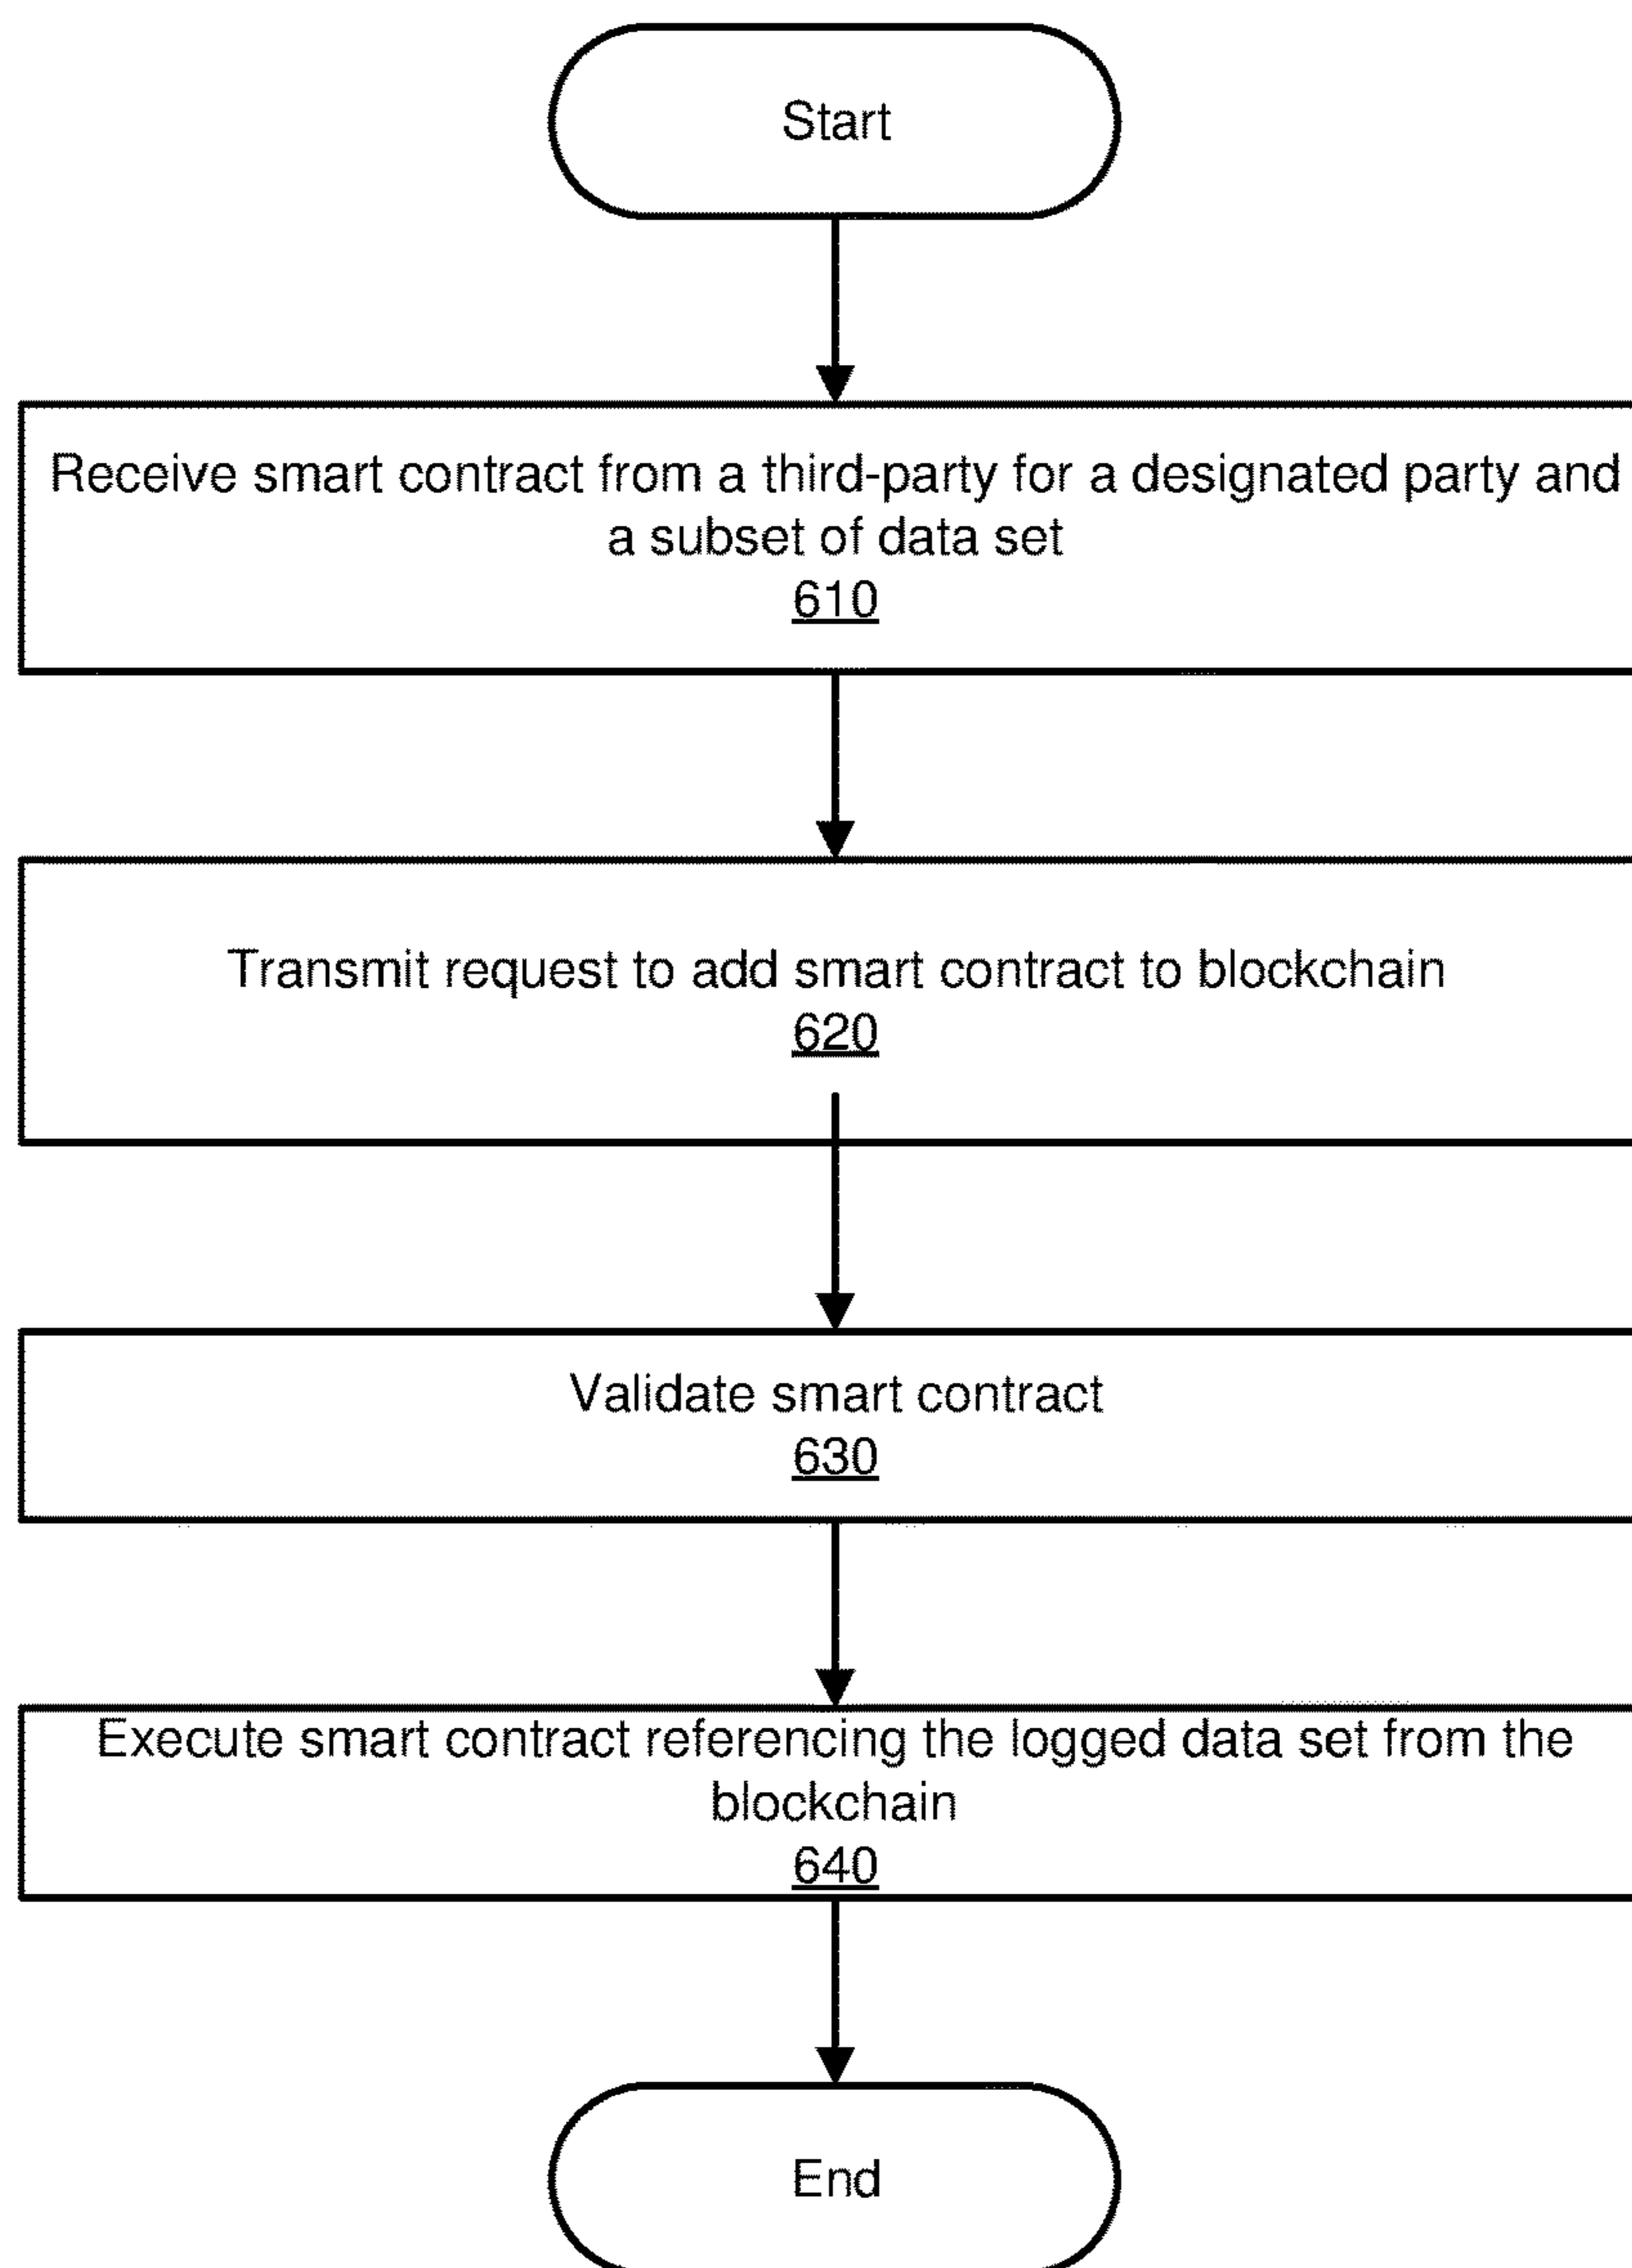 Start
Receive smart contract from a third-party for a designated party and
a subset of data set
610
Transmit request to add smart contract to blockchain
620
Validate smart contract
630
Execute smart contract referencing the logged data set from the
blockchain
640
End